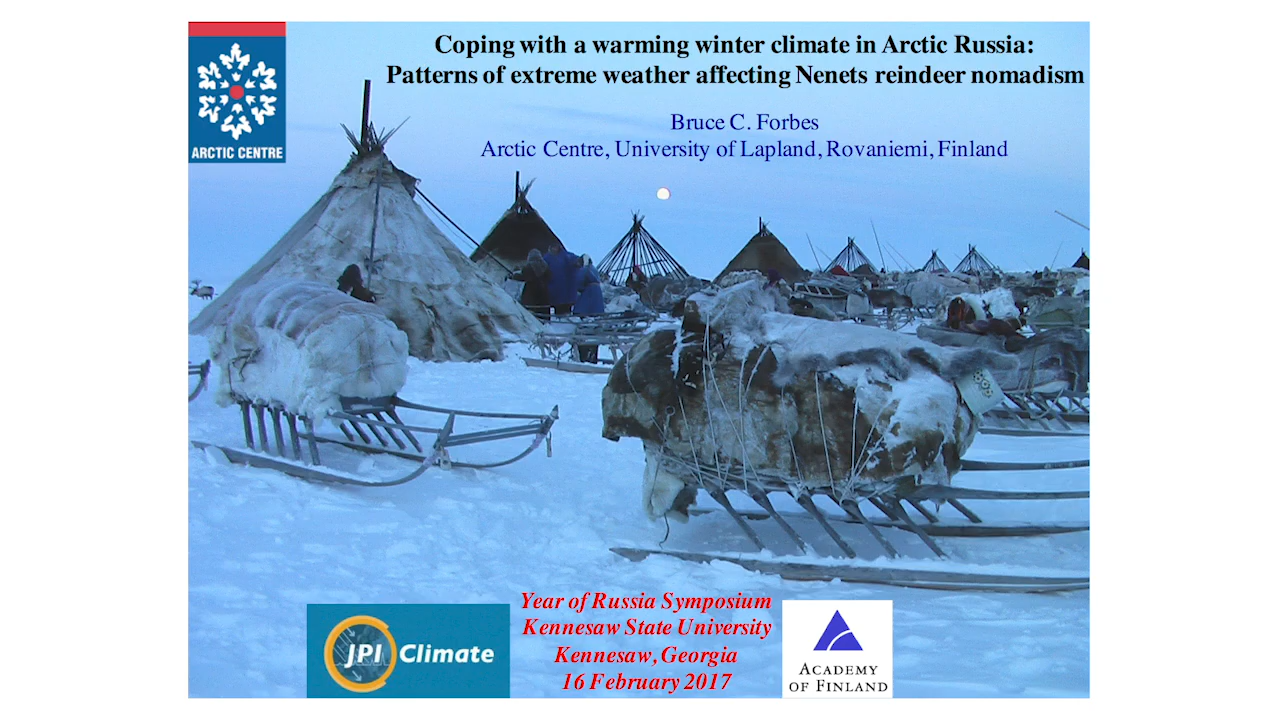 Coping with a warming winter climate in Arctic Russia:
Patterns of extreme weather affecting Nenets reindeer nomadism
Bruce C. Forbes
Arctic Centre, University of Lapland, Rovaniemi, Finland
ARCTIC CENTRE
Year of Russia Symposium
Kennesaw State University
Kennesaw, Georgia
16 February 2017
JPI Climate
ACADEMY
OF FINLAND